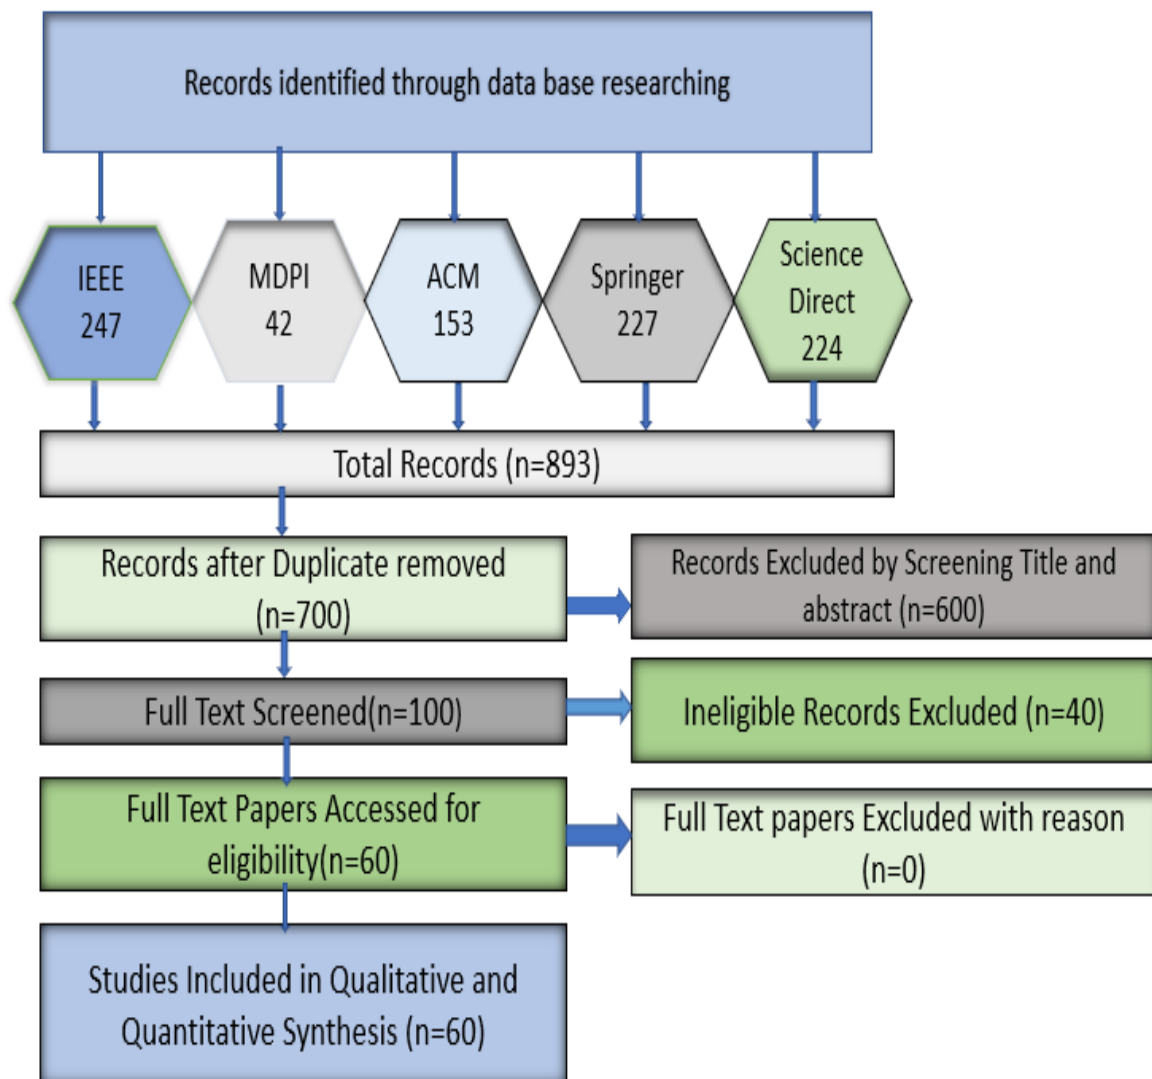 Records identified through data base researching
IEEE
247
MDPI
42
ACM
153
Springer
227
Science
Direct
224
Total Records (n=893)
Records after Duplicate removed
(n=700)
Records Excluded by Screening Title and
abstract (n=600)
Full Text Screened(n=100)
Ineligible Records Excluded (n=40)
Full Text Papers Accessed for
eligibility(n=60)
Full Text papers Excluded with reason
(n=0)
Studies Included in Qualitative and
Quantitative Synthesis (n=60)